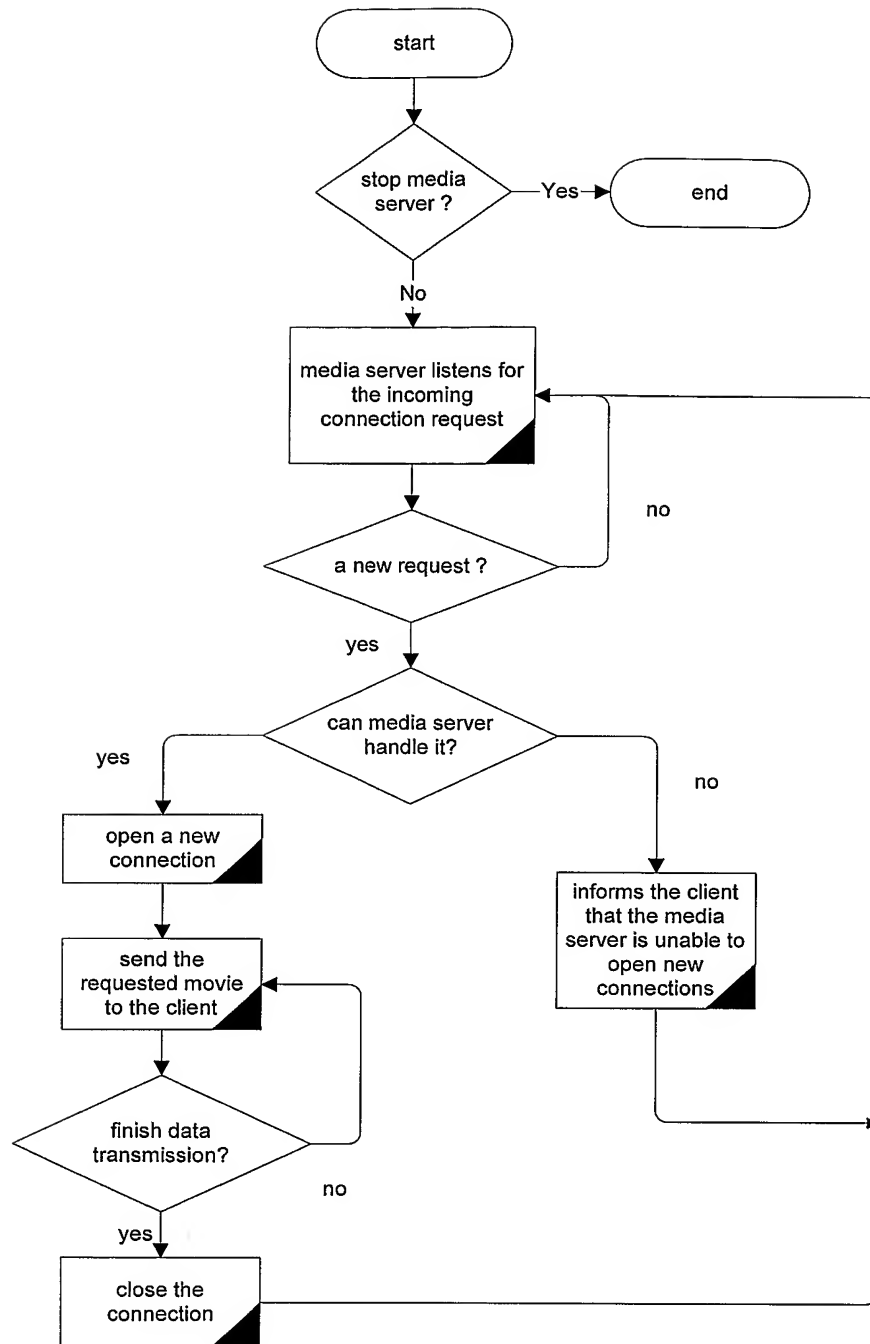 start
stop media
server ?
Yes
end
No
media server listens for
the incoming
connection request
no
a new request ?
yes
can media server
handle it?
yes
no
open a new
connection
informs the client
that the media
server is unable to
open new
connections
send the
requested movie
to the client
finish data
transmission?
no
yes
close the
connection